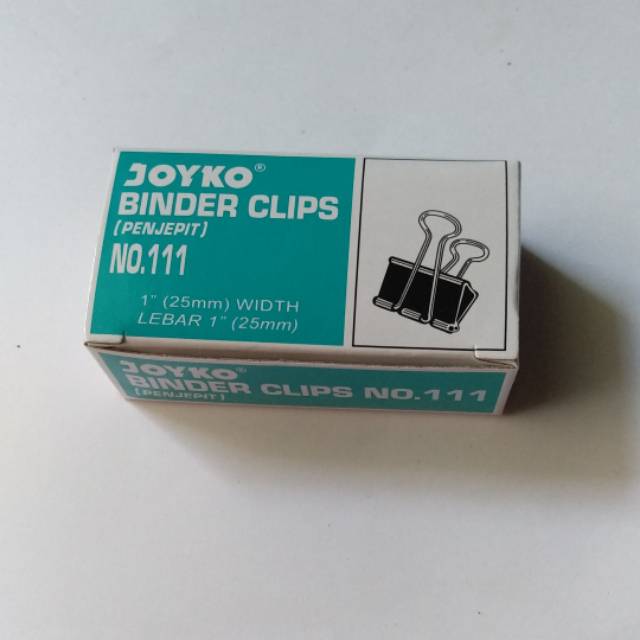 JOYKO®
BINDER CLIPS
[PENJEPIT]
NO.111
1" (25mm) WIDTH
LEBAR 1" (25mm)
JOYKO®
BINDER CLIPS NO.111
[PENJEPIT]